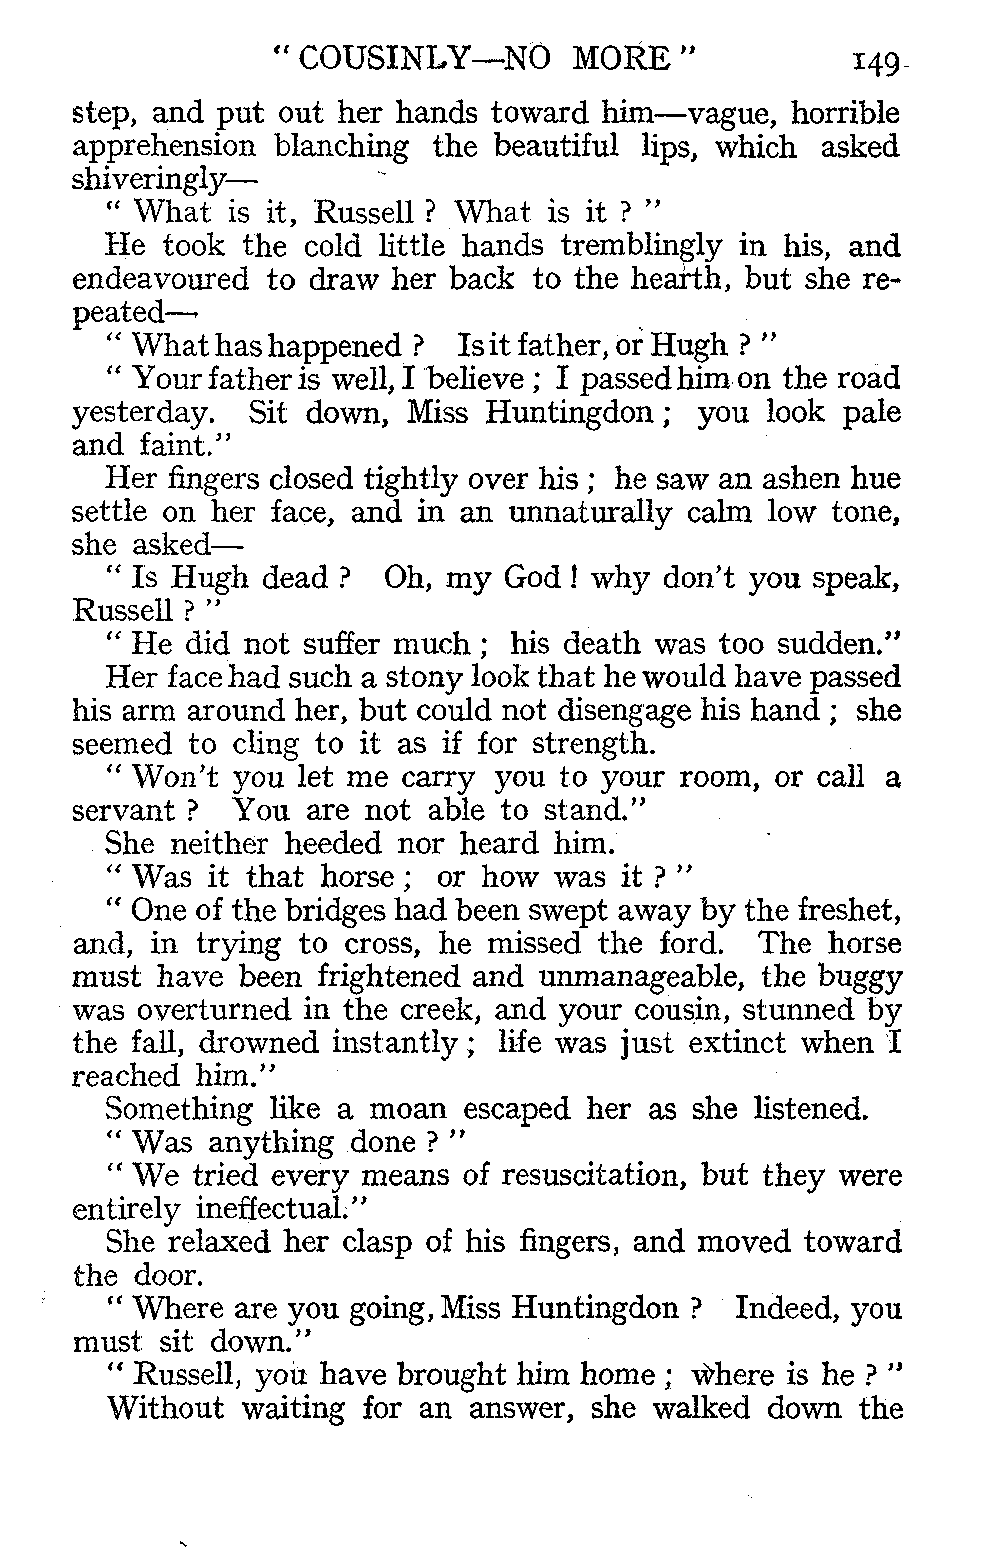 " COUSINLY—NO MORE " 149
step, and put out her hands toward him—vague, horrible
apprehension blanching the beautiful lips, which asked
shiveringly—
" What is it, Russell ? What is it ? "
He took the cold little hands tremblingly in his, and
endeavoured to draw her back to the hearth, but she re-
peated—
" What has happened ? Is it father, or Hugh ? "
" Your father is well, I believe ; I passed him on the road
yesterday. Sit down, Miss Huntingdon ; you look pale
and faint."
Her fingers closed tightly over his ; he saw an ashen hue
settle on her face, and in an unnaturally calm low tone,
she asked—
" Is Hugh dead ? Oh, my God ! why don't you speak,
Russell ? "
" He did not suffer much ; his death was too sudden."
Her face had such a stony look that he would have passed
his arm around her, but could not disengage his hand ; she
seemed to cling to it as if for strength.
" Won't you let me carry you to your room, or call a
servant ? You are not able to stand."
She neither heeded nor heard him.
" Was it that horse ; or how was it ? "
" One of the bridges had been swept away by the freshet,
and, in trying to cross, he missed the ford. The horse
must have been frightened and unmanageable, the buggy
was overturned in the creek, and your cousin, stunned by
the fall, drowned instantly ; life was just extinct when I
reached him."
Something like a moan escaped her as she listened.
" Was anything done ? "
" We tried every means of resuscitation, but they were
entirely ineffectual."
She relaxed her clasp of his fingers, and moved toward
the door.
" Where are you going, Miss Huntingdon ? Indeed, you
must sit down."
" Russell, you have brought him home ; where is he ? "
Without waiting for an answer, she walked down the